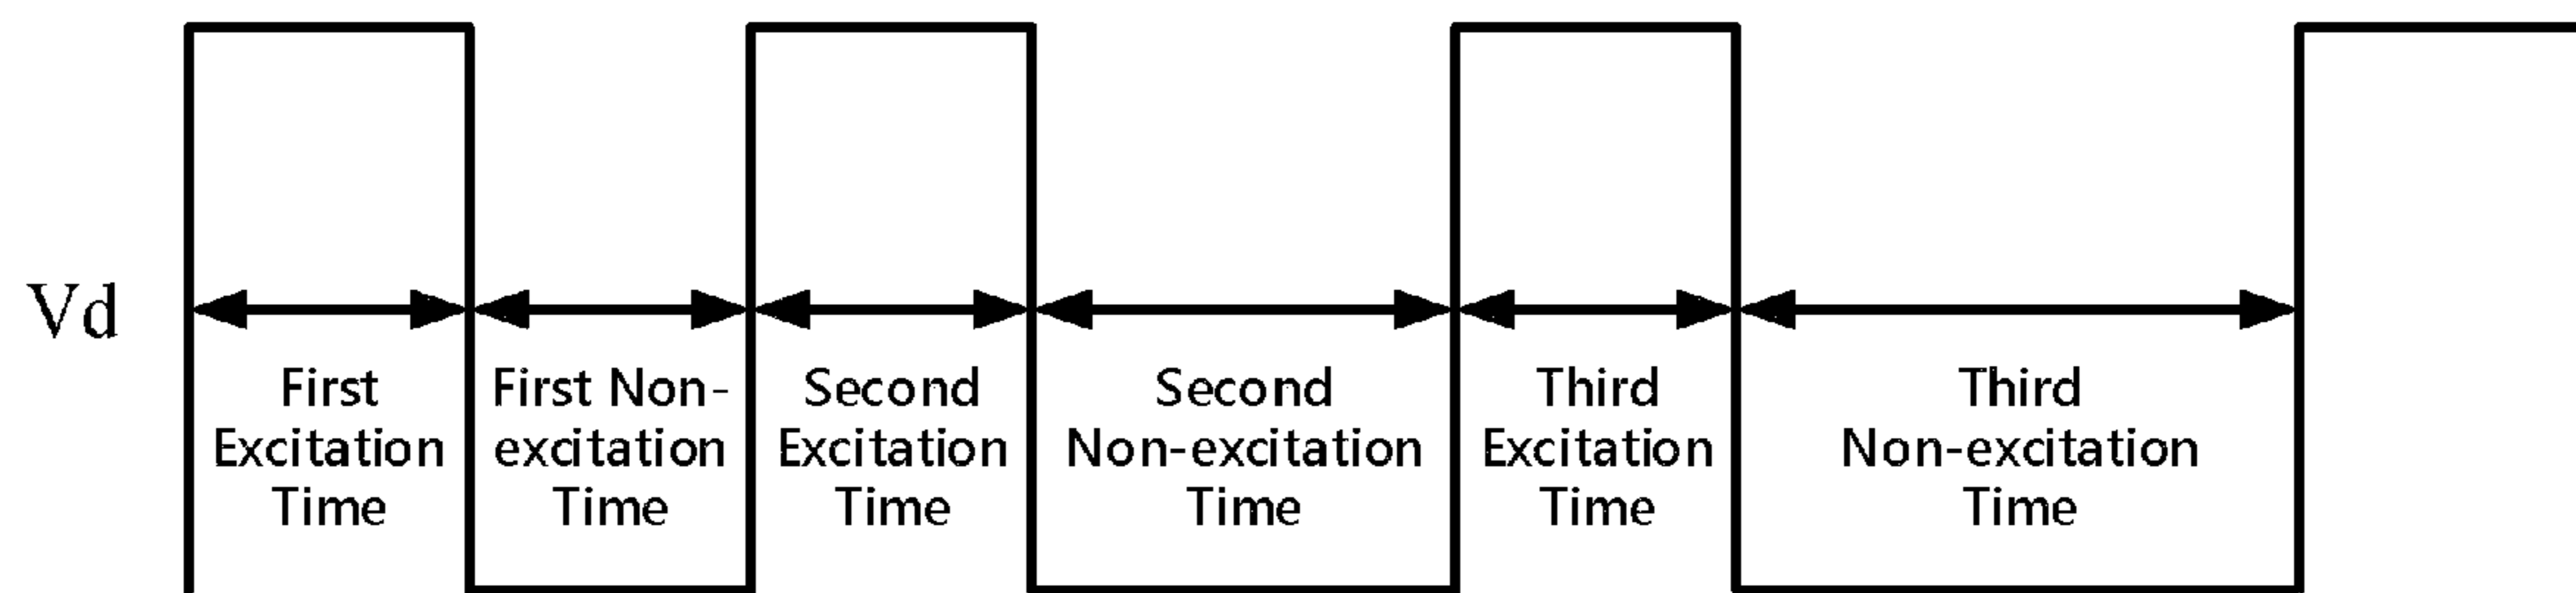 Vd
First
Excitation
Time
First Non-
excitation
Time
Second
Excitation
Time
Second
Non-excitation
Time
Third
Excitation
Time
Third
Non-excitation
Time